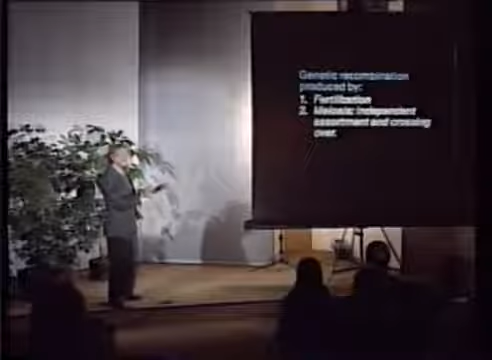 Genetic recombination
produced by:
1. Fertilization
2. Meiosis: Independent
assortment and crossing
over.